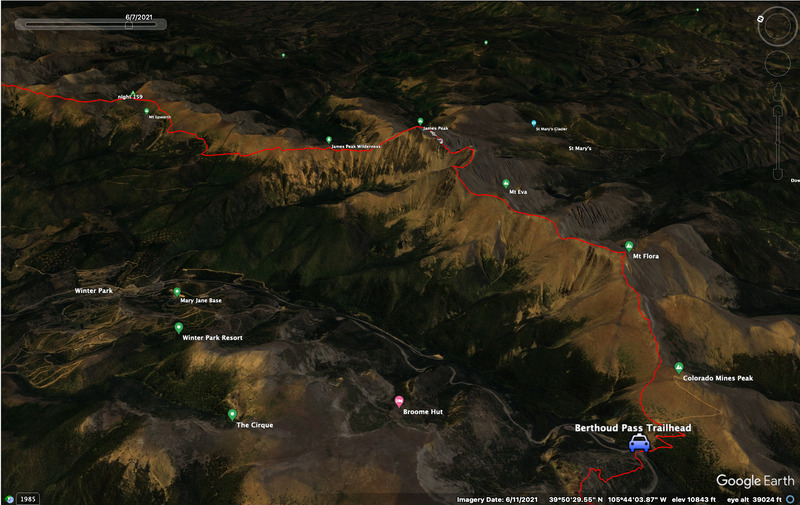 6/7/2021
night 159
Mt Epworth
James Peak
James Peak Wilderness
St Mary's Glacier
St Mary's
Dow
Mt Eva
Mt Flora
Winter Park
Mary Jane Base
Winter Park Resort
Colorado Mines Peak
Broome Hut
The Cirque
Berthoud Pass Trailhead
Google Earth
1985
Imagery Date: 6/11/2021 39°50'29.55" N 105°44'03.87" W elev 10843 ft eye alt 39024 ft